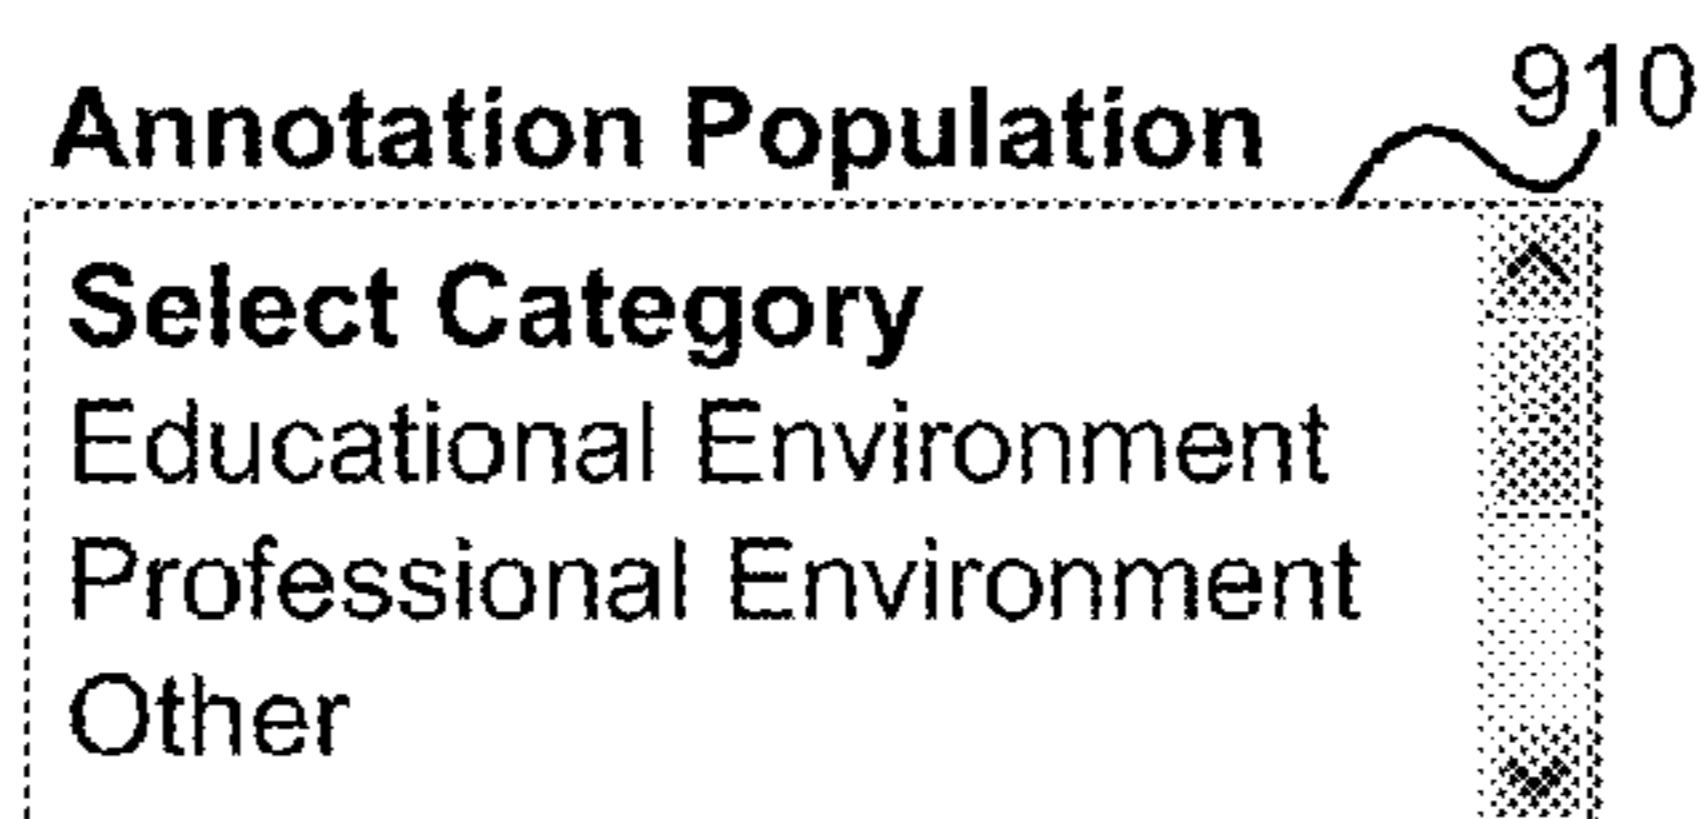 910
Annotation Population
Select Category
Educational Environment
Professional Environment
Other